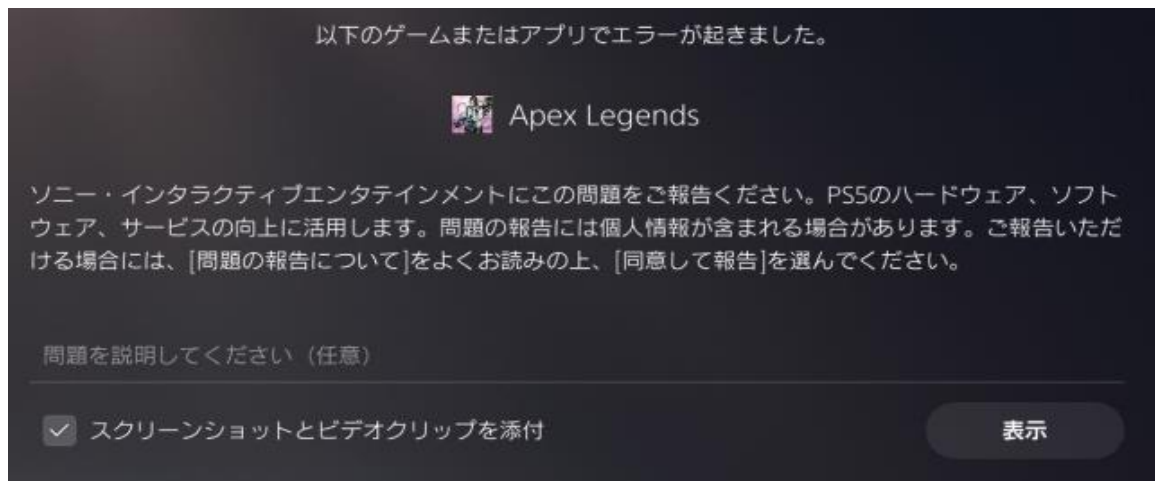 以下のゲームまたはアプリでエラーが起きました。
Apex Legends
ソニー・インタラクティブエンタテインメントにこの問題をご報告ください。PS5のハードウェア、ソフト
ウェア、サービスの向上に活用します。問題の報告には個人情報が含まれる場合があります。ご報告いただ
ける場合には、[問題の報告について]をよくお読みの上、[同意して報告]を選んでください。
問題を説明してください（任意）
スクリーンショットとビデオクリップを添付
表示